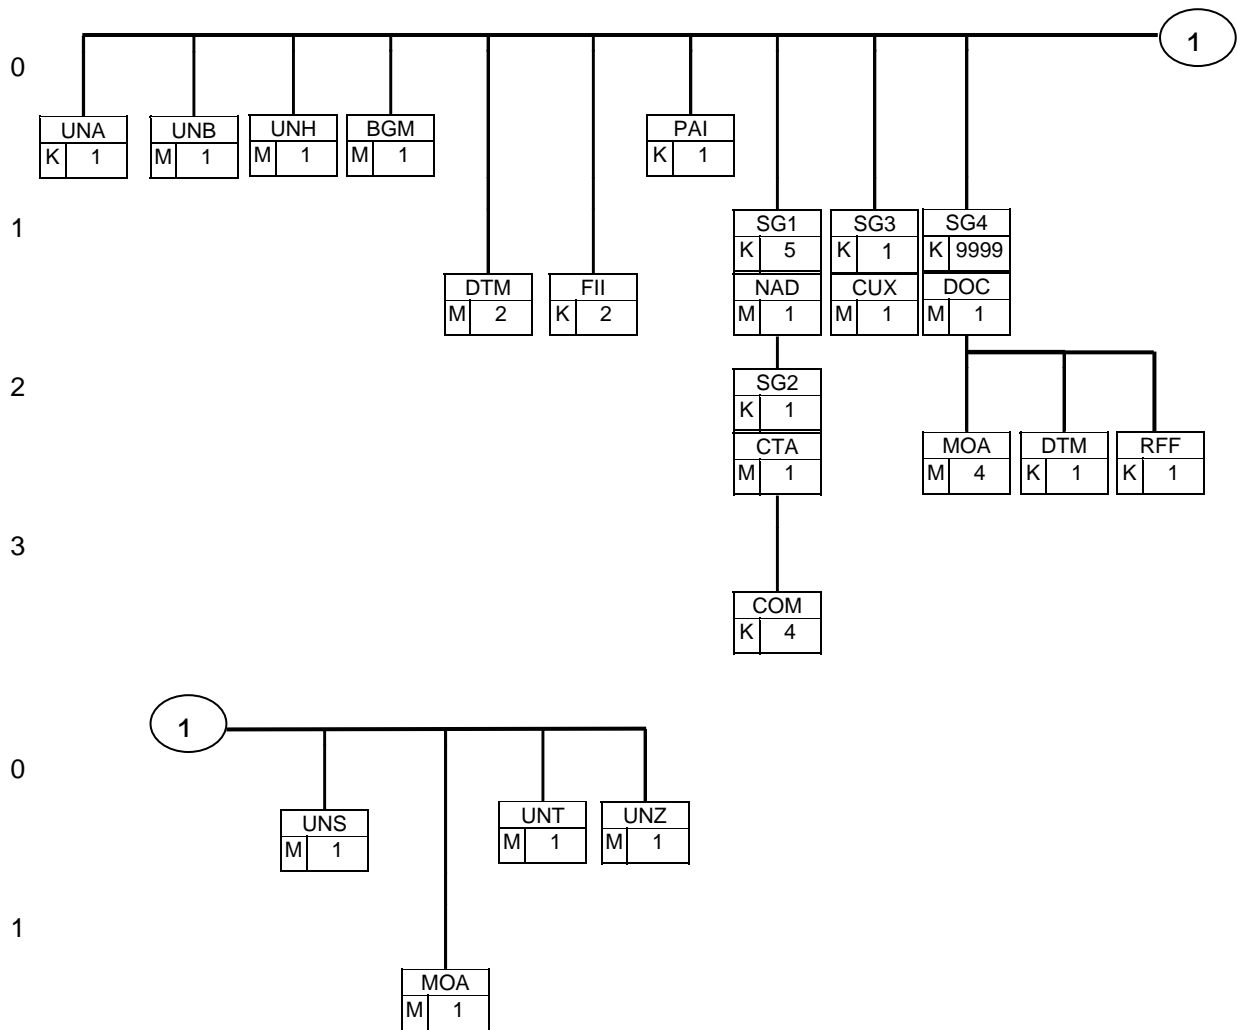 1
0
UNA UNB UNH BGM PAI
K 1 M 1 M 1 M 1 K 1
1
SG1 SG3 SG4
K 5 K 1 K 9999
DTM FII NAD CUX DOC
M 2 K 2 M 1 M 1 M 1
2
SG2
K 1
CTA MOA DTM RFF
M 1 M 4 K 1 K 1
3
COM
K 4
1
0
UNS UNT UNZ
M 1 M 1 M 1
1
MOA
M 1